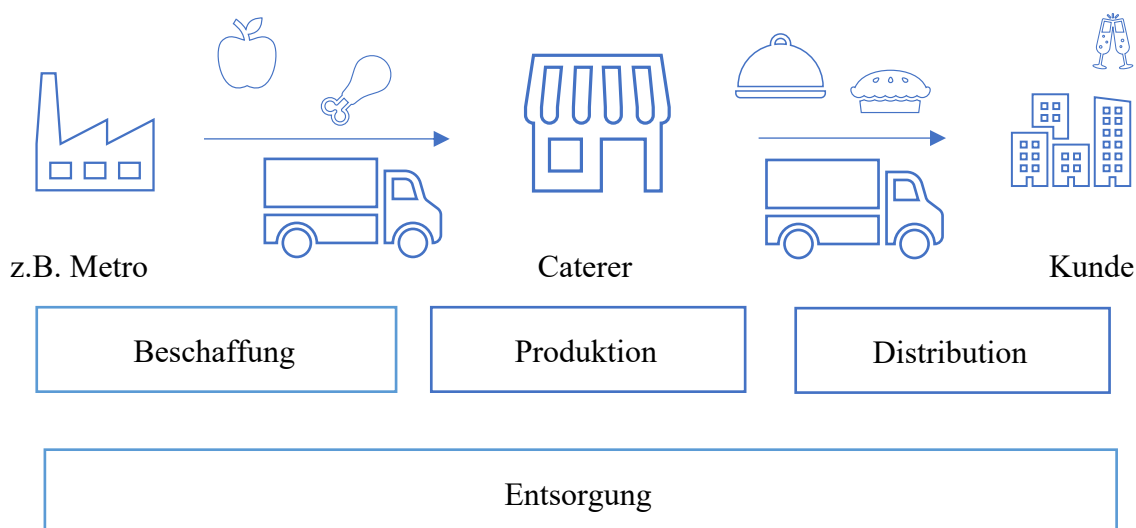 z.B. Metro
Caterer
Kunde
Beschaffung
Produktion
Distribution
Entsorgung